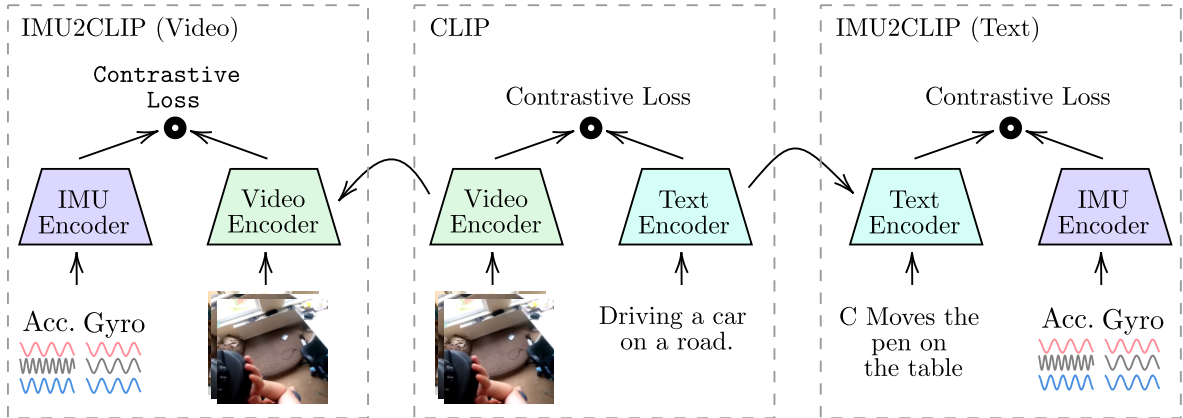 IMU2CLIP (Video)
Contrastive
Loss
IMU
Encoder
Video
Encoder
Acc. Gyro
CLIP
Contrastive Loss
Video
Encoder
Text
Encoder
Driving a car
on a road.
IMU2CLIP (Text)
Contrastive Loss
Text
Encoder
IMU
Encoder
C Moves the
pen on
the table
Acc. Gyro